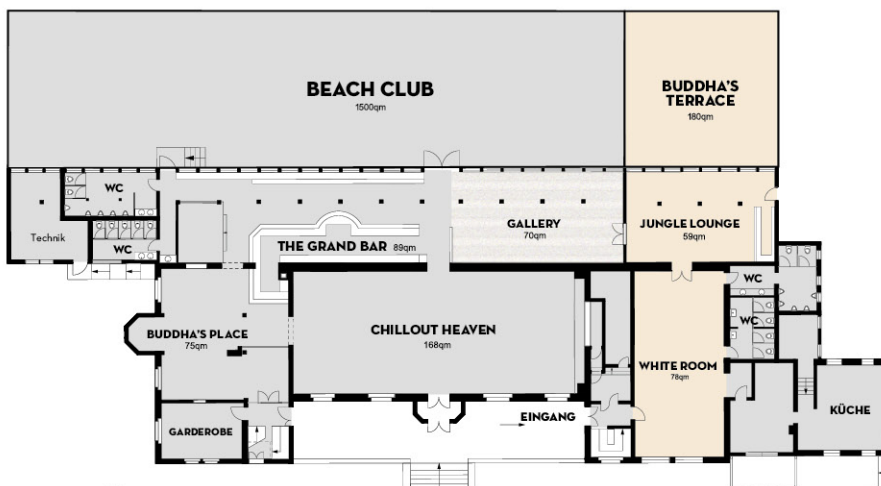 BEACH CLUB
1500qm
BUDDHA'S
TERRACE
180qm
WC
Technik
WC
THE GRAND BAR 89qm
GALLERY
70qm
JUNGLE LOUNGE
59qm
BUDDHA'S PLACE
75qm
CHILLOUT HEAVEN
168qm
WC
WC
WHITE ROOM
78qm
GARDEROBE
EINGANG
KÜCHE